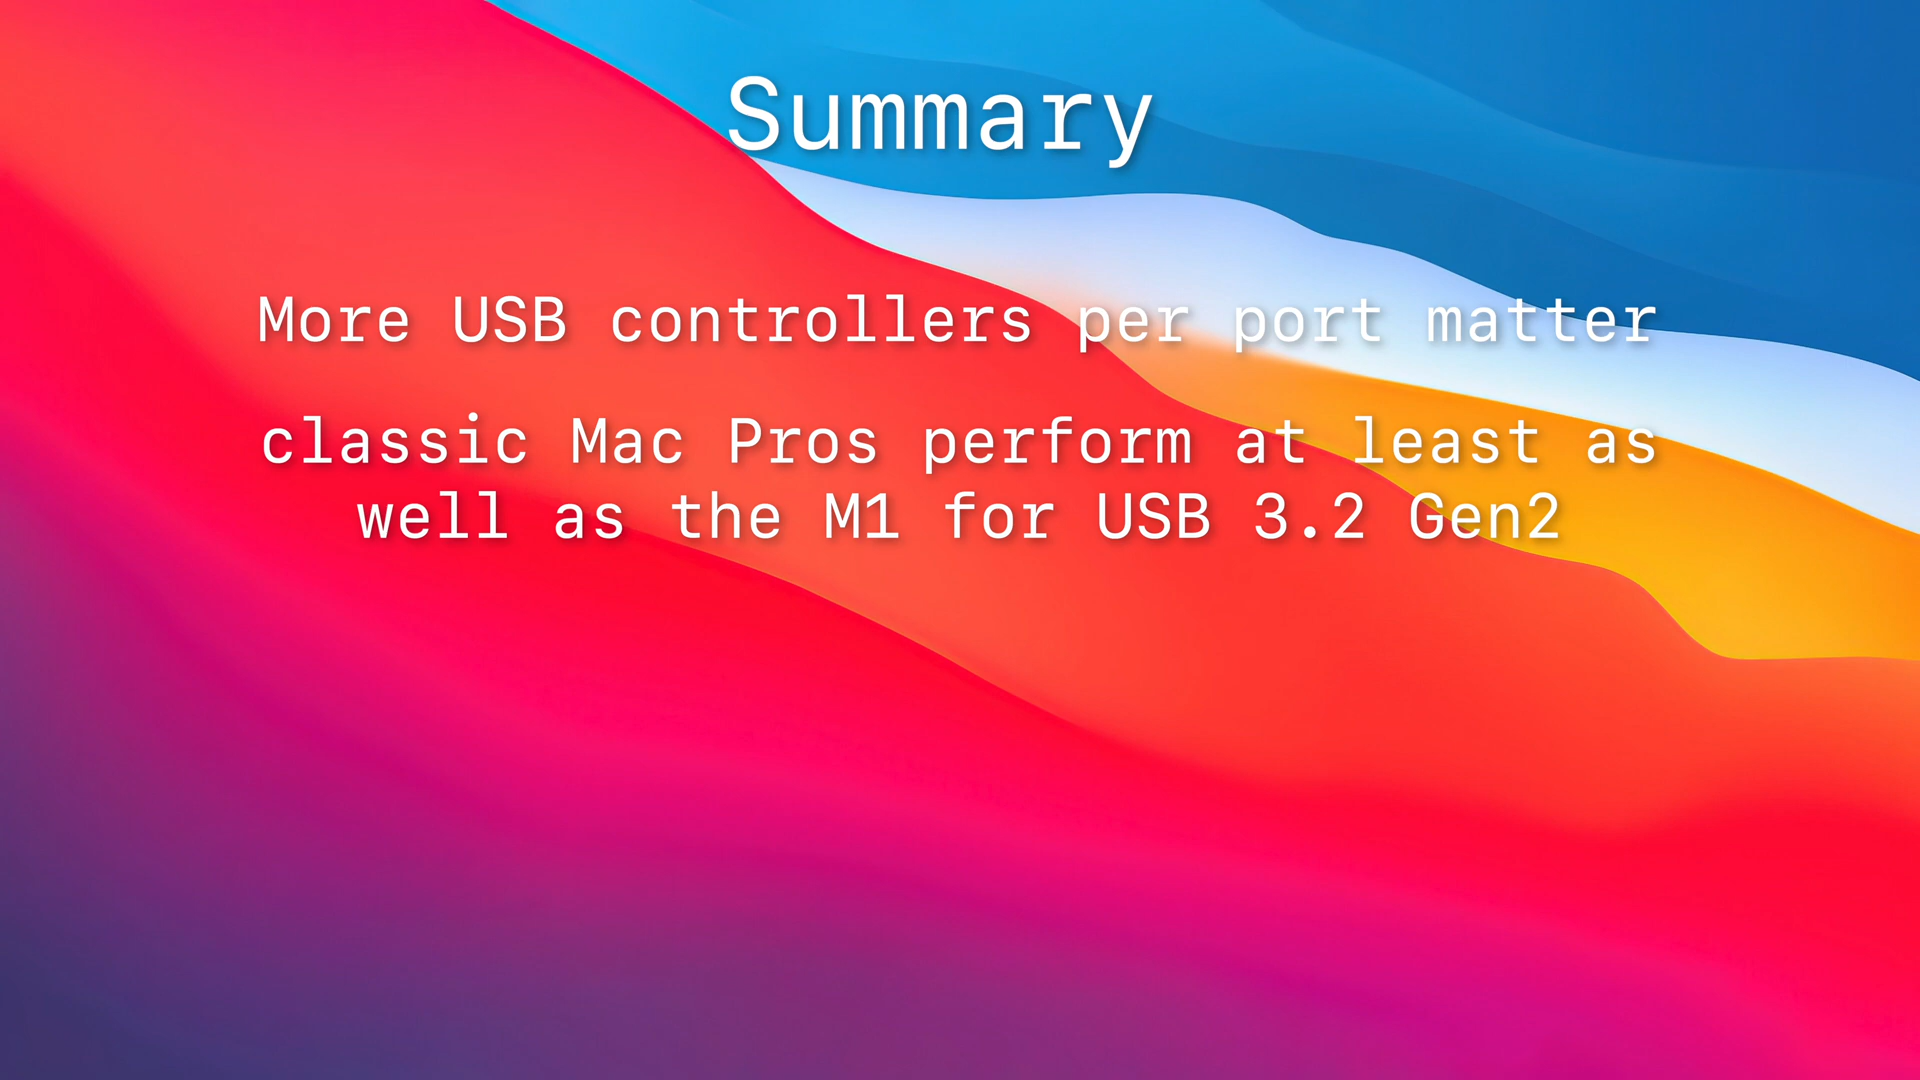 Summary
More USB controllers per port matter
classic Mac Pros perform at least as
well as the M1 for USB 3.2 Gen2